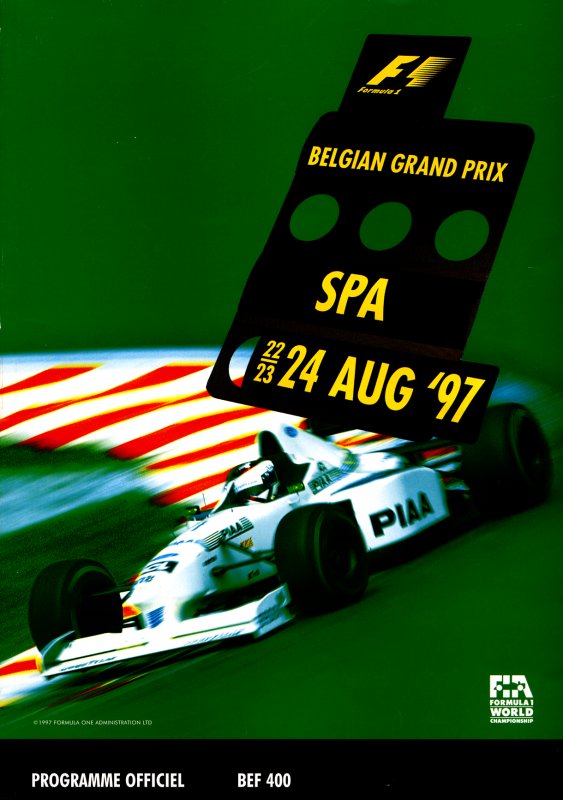 F1
Formula 1
BELGIAN GRAND PRIX
SPA
22
23
24 AUG '97
PIAA
PIAA
FIA
FORMULA 1
WORLD
CHAMPIONSHIP
©1997 FORMULA ONE ADMINISTRATION LTD
PROGRAMME OFFICIEL
BEF 400